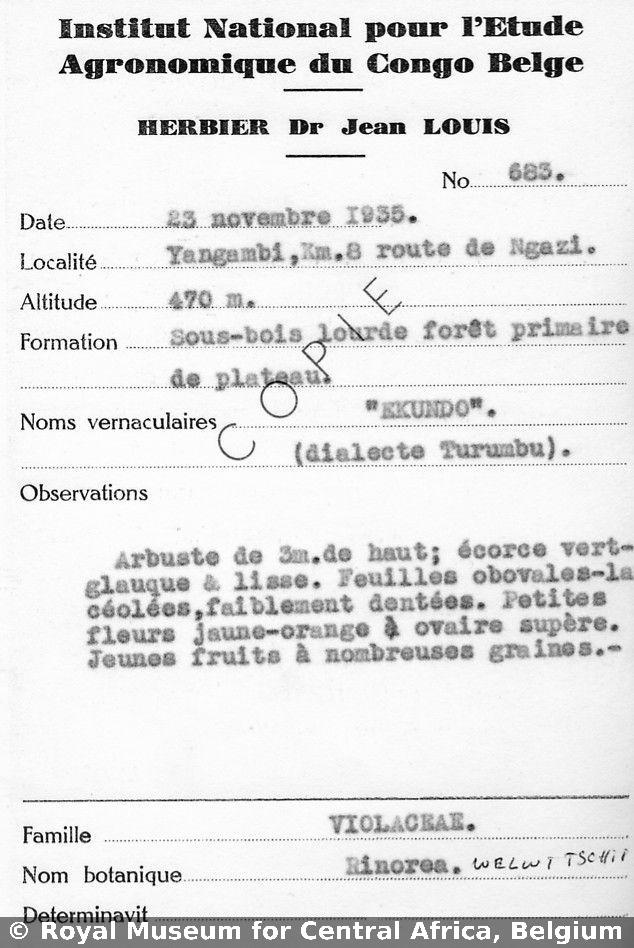 Institut National pour l'Etude
Agronomique du Congo Belge
HERBIER Dr Jean LOUIS
No 683.
Date 23 novembre 1935.
Localité Yangambi,Km.8 route de Ngazi.
Altitude 470 m.
Formation Sous-bois lourde forêt primaire
de plateau.
COPIE
Noms vernaculaires "EKUNDO".
(dialecte Turumbu).
Observations
Arbuste de 3m.de haut; écorce vert-
glauque & lisse. Feuilles obovales-la
céolées,faiblement dentées. Petites
fleurs jaune-orange à ovaire supère.
Jeunes fruits à nombreuses graines.-
Famille VIOLACEAE.
Nom botanique Rinorea. WELWITSCHII
Determinavit
© Royal Museum for Central Africa, Belgium